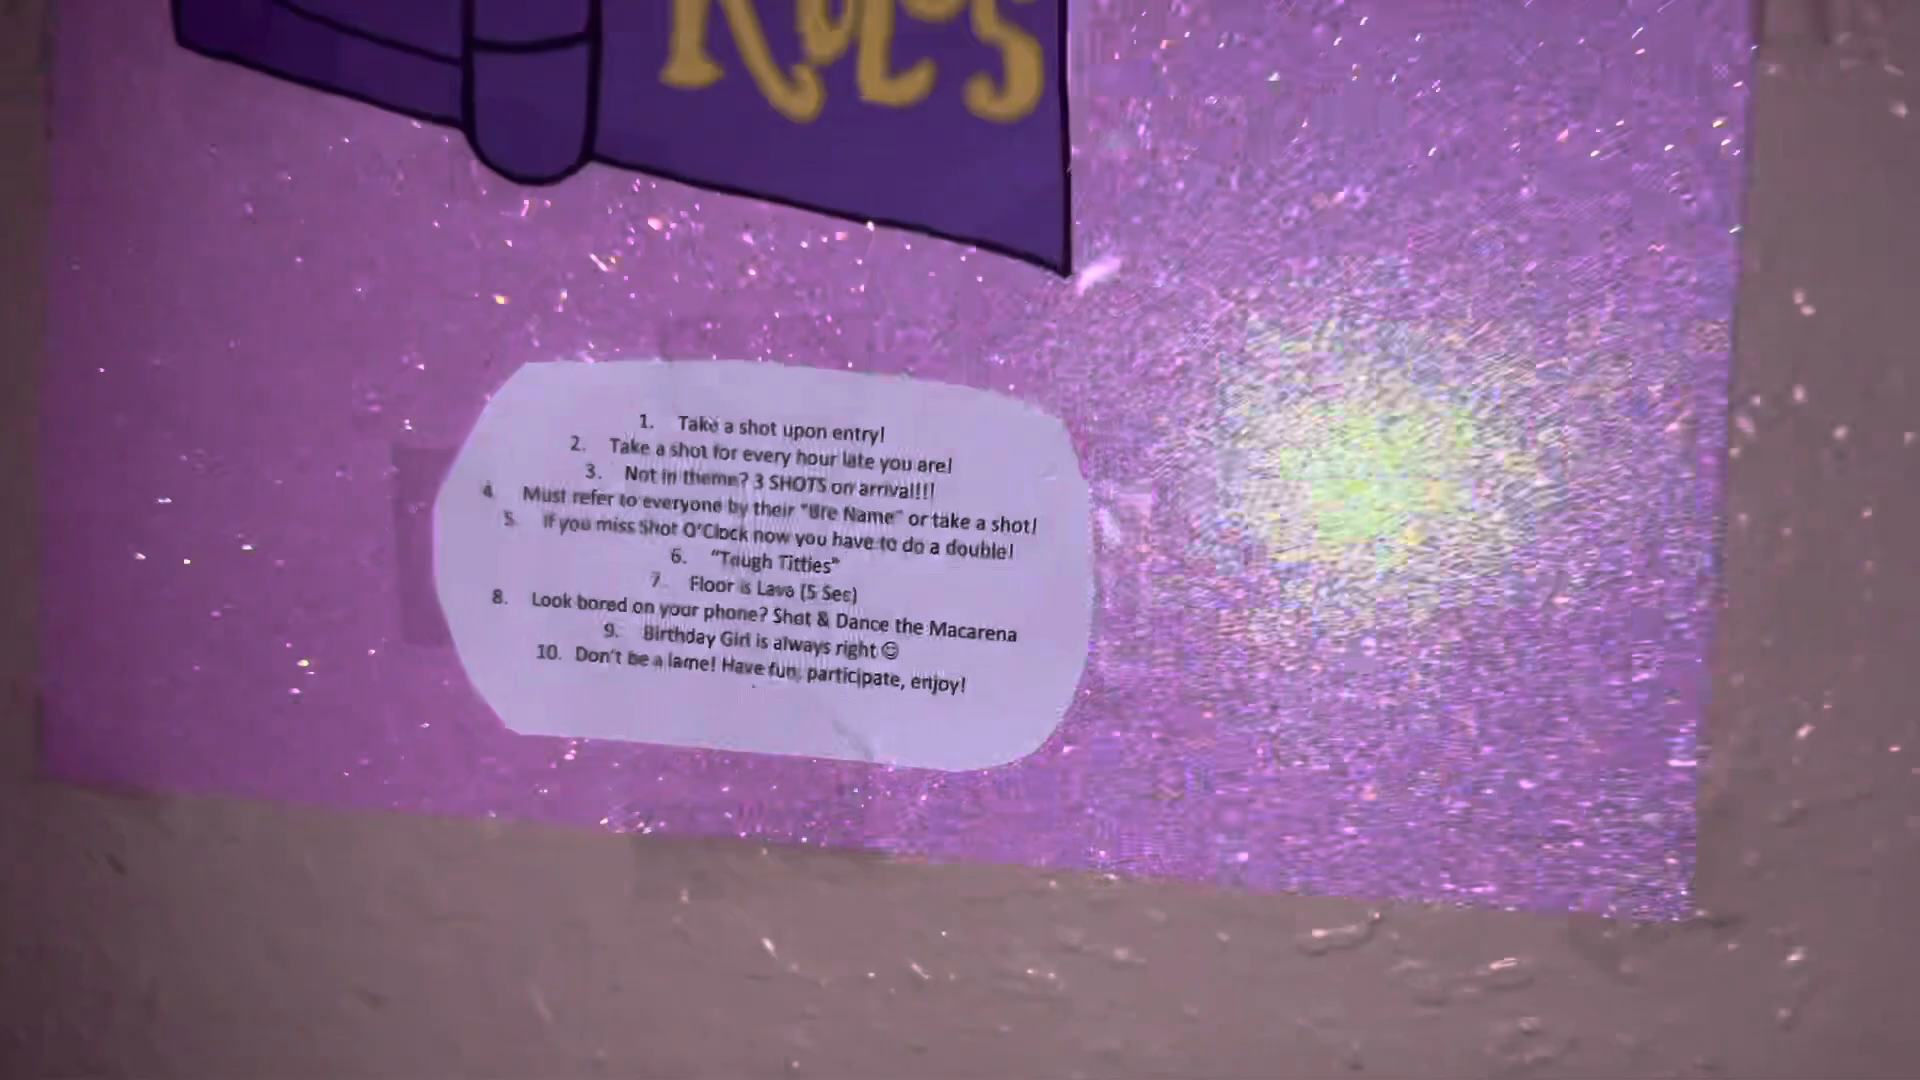 Rules
1. Take a shot upon entry!
2. Take a shot for every hour late you are!
3. Not in theme? 3 SHOTS on arrival!!!
4. Must refer to everyone by their "Bre Name" or take a shot!
5. If you miss Shot O'Clock now you have to do a double!
6. "Tough Titties"
7. Floor is Lava (5 Sec)
8. Look bored on your phone? Shot & Dance the Macarena
9. Birthday Girl is always right ☺
10. Don't be a lame! Have fun, participate, enjoy!